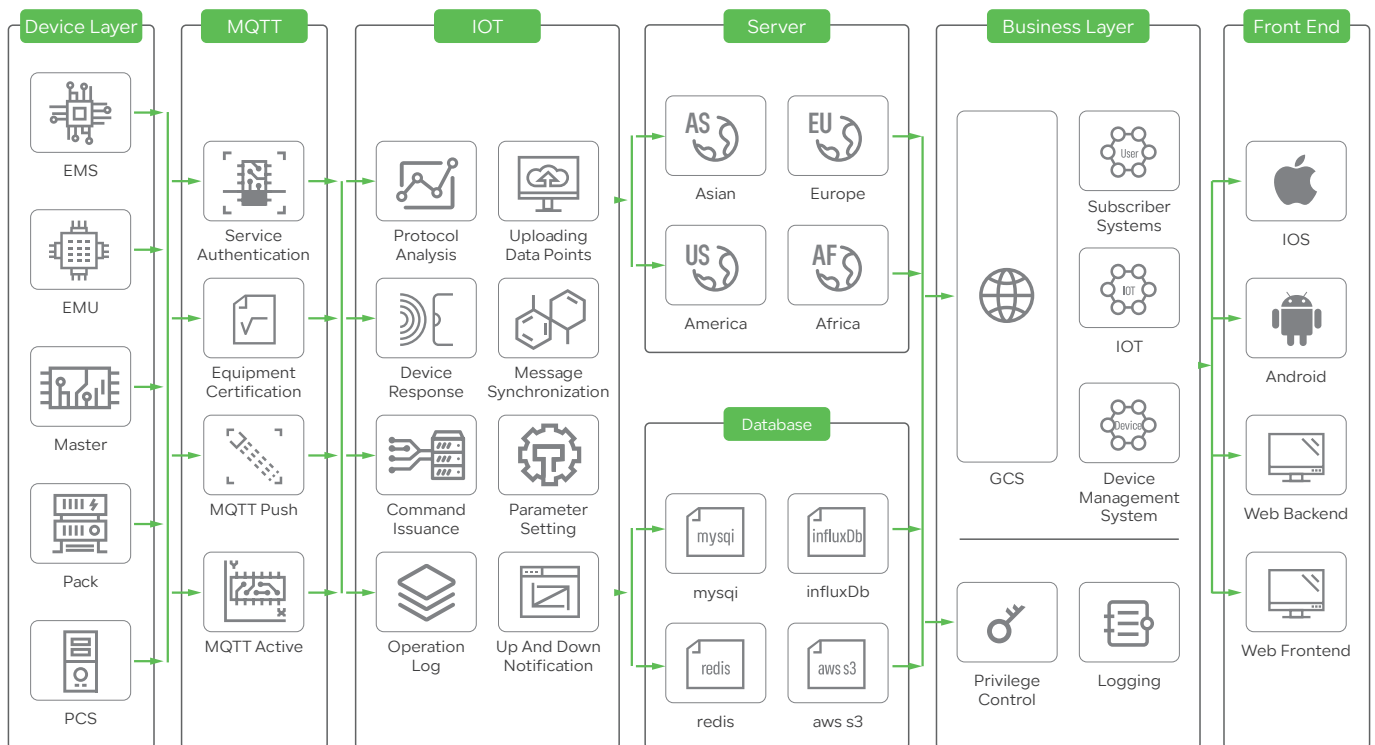 Device Layer
EMS
EMU
Master
Pack
PCS
MQTT
Service
Authentication
Equipment
Certification
MQTT Push
Y
X
MQTT Active
IOT
Protocol
Analysis
Uploading
Data Points
Device
Response
Message
Synchronization
Command
Issuance
Parameter
Setting
Operation
Log
Up And Down
Notification
Server
AS
Asian
EU
Europe
US
America
AF
Africa
Database
mysqi
mysqi
influxDb
influxDb
redis
redis
aws s3
aws s3
Business Layer
GCS
User
Subscriber
Systems
IOT
IOT
Device
Device
Management
System
Privilege
Control
Logging
Front End
IOS
Android
Web Backend
Web Frontend